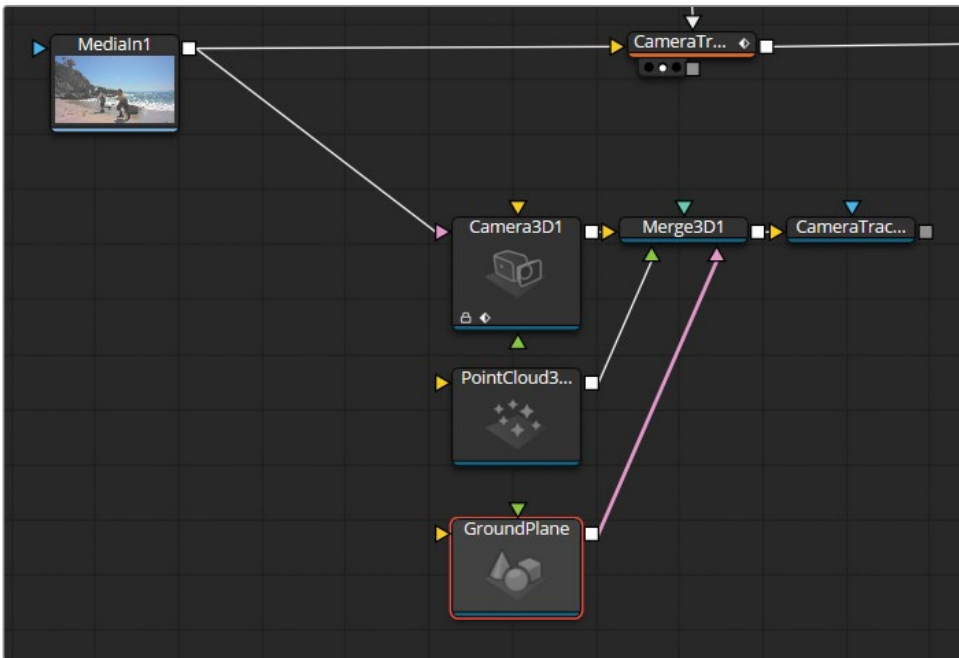 MediaIn1
CameraTr...
Camera3D1
Merge3D1
CameraTrac...
PointCloud3...
GroundPlane